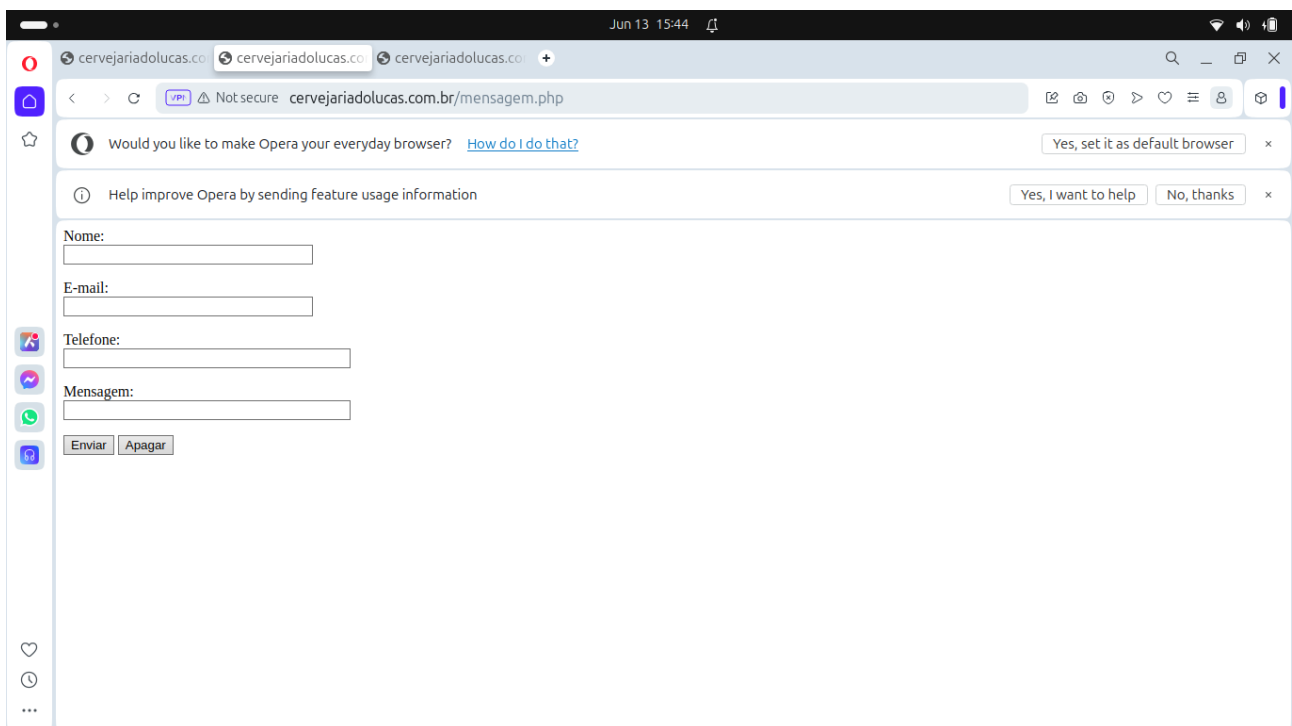 Jun 13 15:44
cervejariadolucas.co cervejariadolucas.co cervejariadolucas.co +
VPN Not secure cervejariadolucas.com.br/mensagem.php
Would you like to make Opera your everyday browser? How do I do that? Yes, set it as default browser ×
Help improve Opera by sending feature usage information Yes, I want to help No, thanks ×
Nome:
E-mail:
Telefone:
Mensagem:
Enviar Apagar